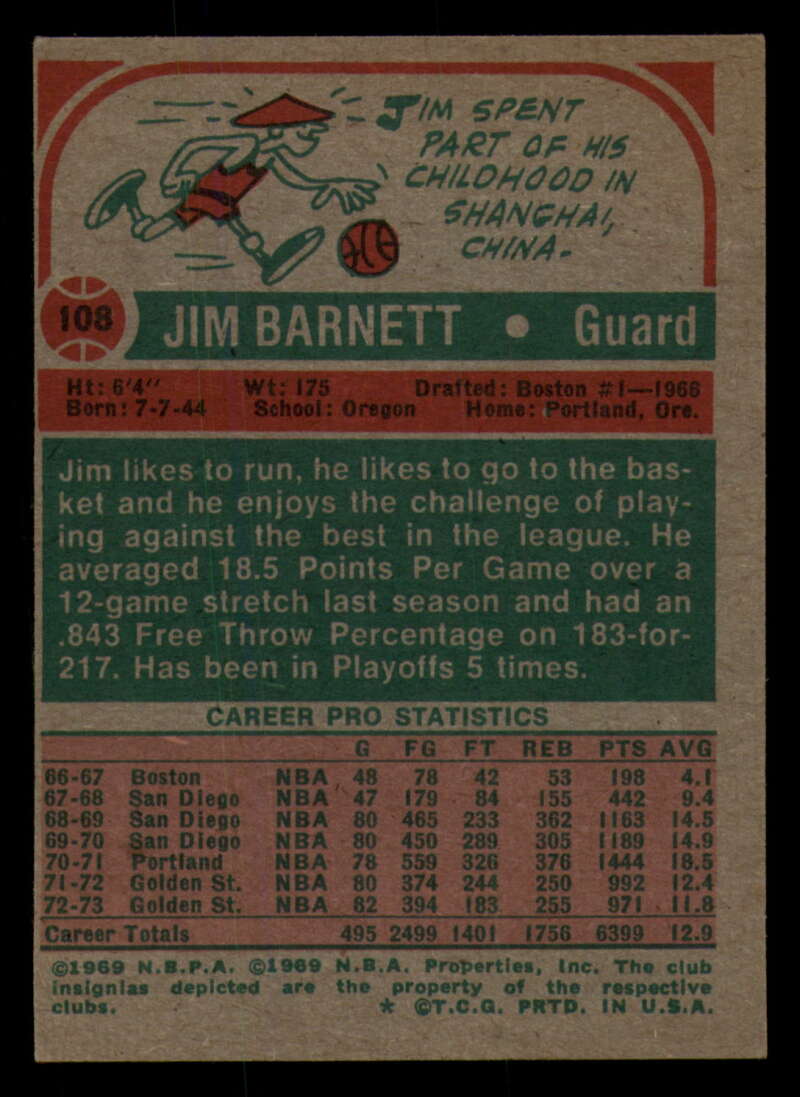 JIM SPENT
PART OF HIS
CHILDHOOD IN
SHANGHAI,
CHINA.
108 JIM BARNETT • Guard
Ht: 6'4" Wt: 175 Drafted: Boston #1—1966
Born: 7-7-44 School: Oregon Home: Portland, Ore.
Jim likes to run, he likes to go to the bas-
ket and he enjoys the challenge of play-
ing against the best in the league. He
averaged 18.5 Points Per Game over a
12-game stretch last season and had an
.843 Free Throw Percentage on 183-for-
217. Has been in Playoffs 5 times.
CAREER PRO STATISTICS
G FG FT REB PTS AVG
66-67 Boston NBA 48 78 42 53 198 4.1
67-68 San Diego NBA 47 179 84 155 442 9.4
68-69 San Diego NBA 80 465 233 362 1163 14.5
69-70 San Diego NBA 80 450 289 305 1189 14.9
70-71 Portland NBA 78 559 326 376 1444 18.5
71-72 Golden St. NBA 80 374 244 250 992 12.4
72-73 Golden St. NBA 82 394 183 255 971 11.8
Career Totals 495 2499 1401 1756 6399 12.9
©1969 N.B.P.A. ©1969 N.B.A. Properties, Inc. The club
insignias depicted are the property of the respective
clubs. * ©T.C.G. PRTD. IN U.S.A.